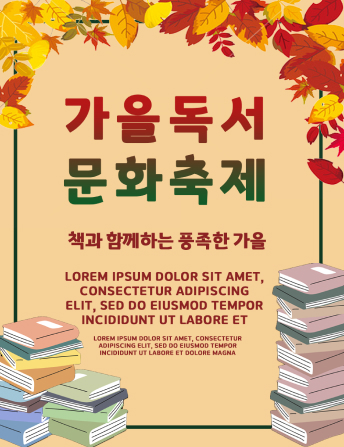 가을독서
문화축제
책과 함께하는 풍족한 가을
LOREM IPSUM DOLOR SIT AMET,
CONSECTETUR ADIPISCING
ELIT, SED DO EIUSMOD TEMPOR
INCIDIDUNT UT LABORE ET
LOREM IPSUM DOLOR SIT AMET, CONSECTETUR
ADIPISCING ELIT, SED DO EIUSMOD TEMPOR
INCIDIDUNT UT LABORE ET DOLORE MAGNA